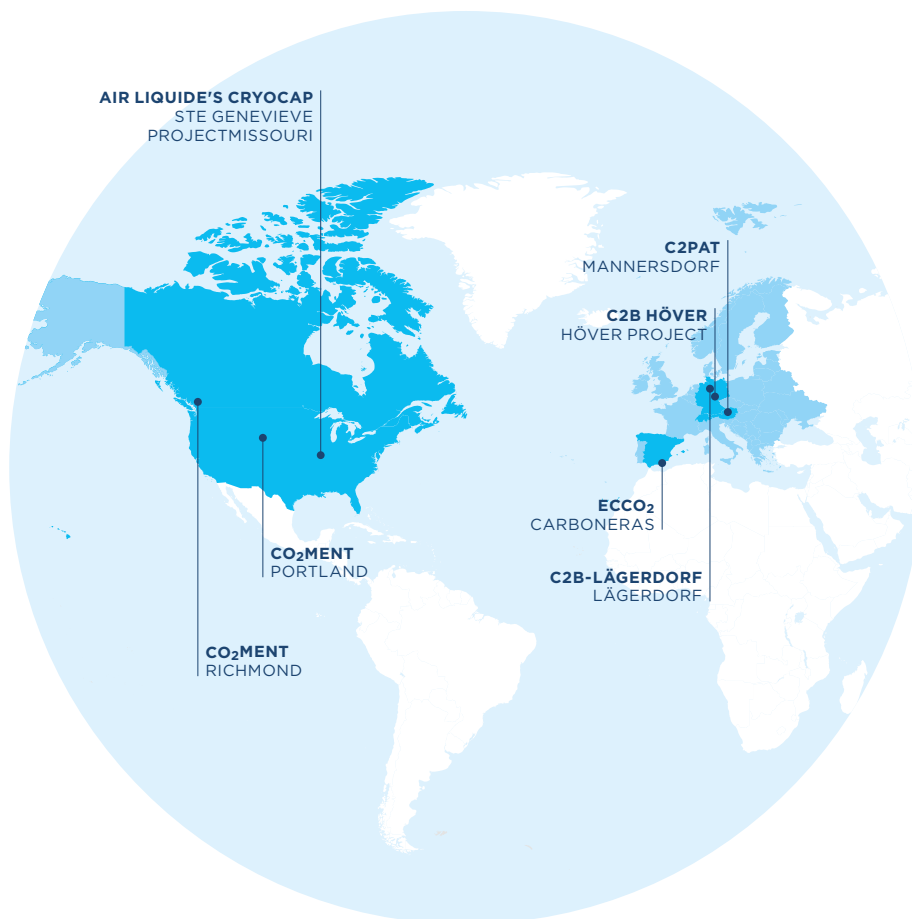 AIR LIQUIDE'S CRYOCAP
STE GENEVIEVE
PROJECTMISSOURI
C2PAT
MANNERSDORF
C2B HÖVER
HÖVER PROJECT
ECCO₂
CARBONERAS
CO₂MENT
PORTLAND
C2B-LÄGERDORF
LÄGERDORF
CO₂MENT
RICHMOND